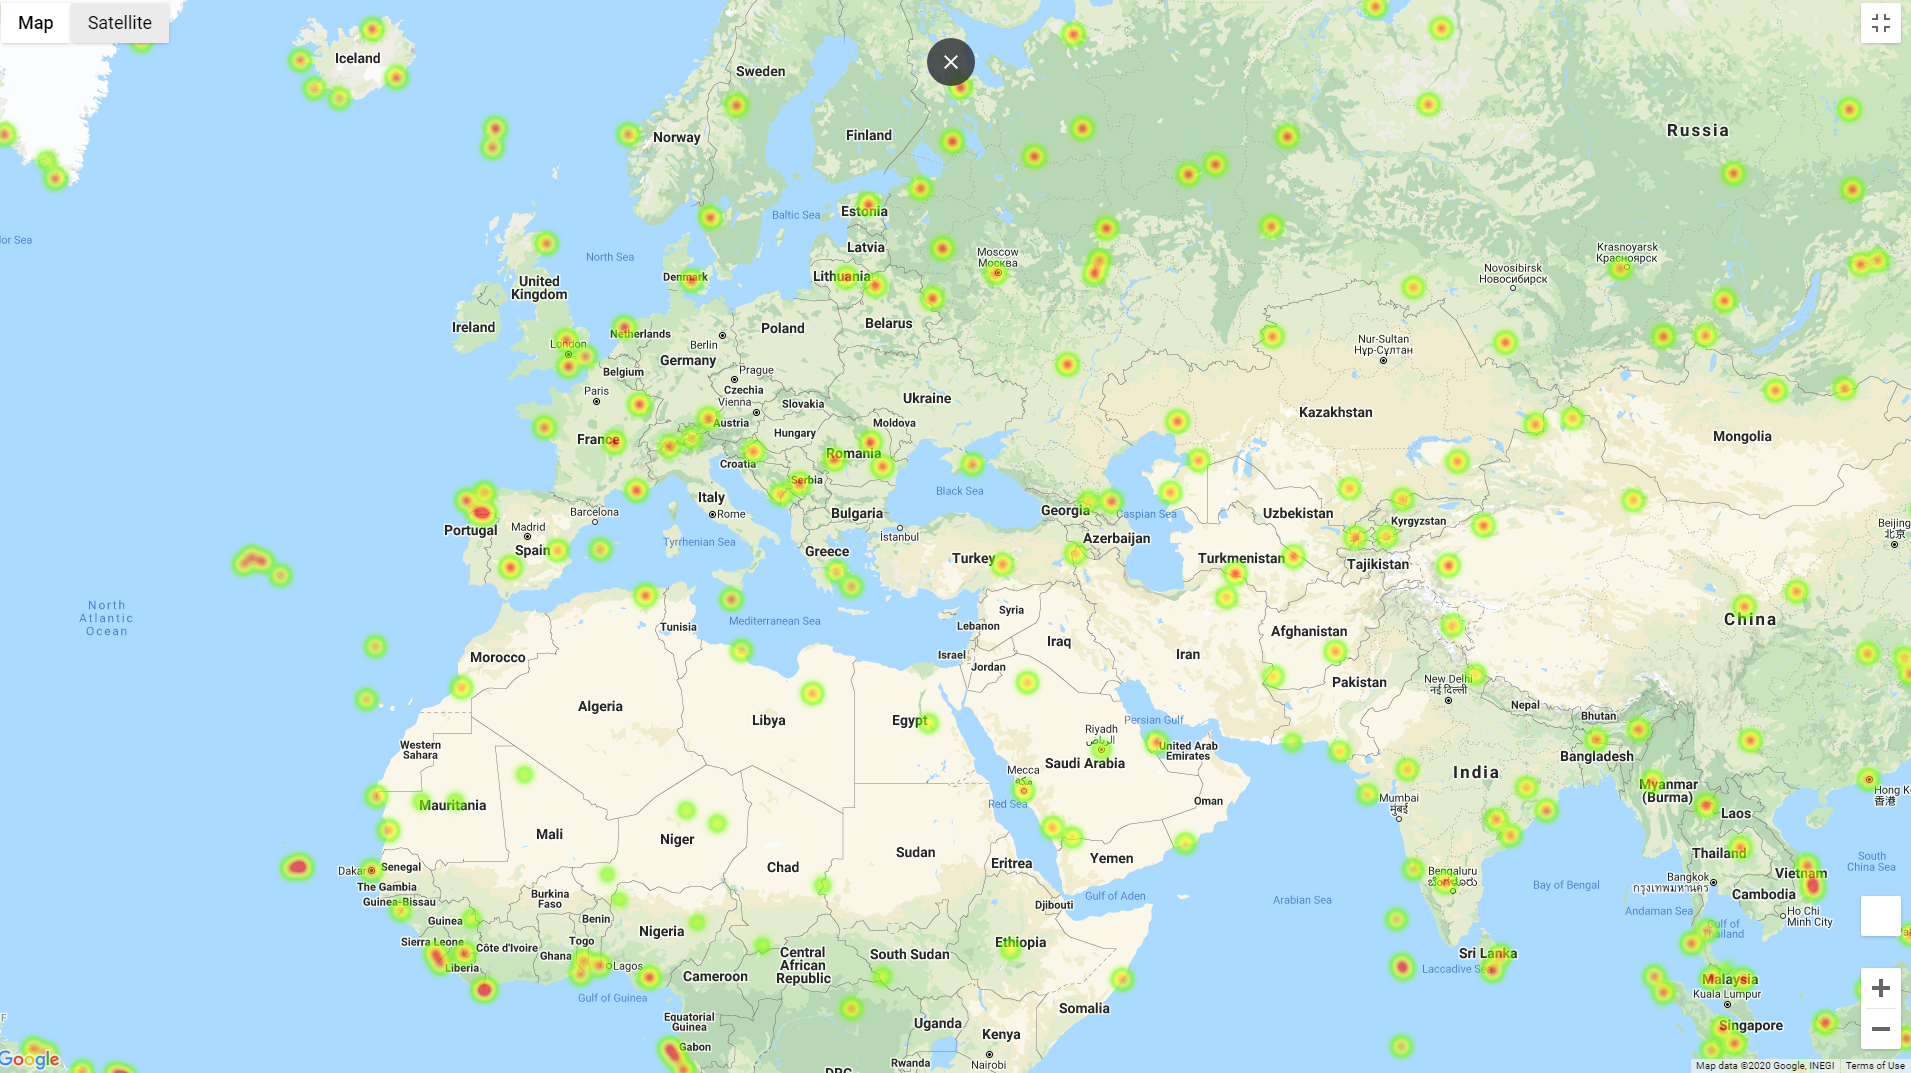 Map
Satellite
Iceland
Sweden
Norway
Finland
Russia
Estonia
Baltic Sea
Latvia
North Sea
Moscow
Москва
Krasnoyarsk
Красноярск
Novosibirsk
Новосибирск
Denmark
Lithuania
United
Kingdom
Ireland
Netherlands
Poland
Belarus
London
Berlin
Germany
Nur-Sultan
Нұр-Сұлтан
Belgium
Prague
Paris
Czechia
Vienna
Slovakia
Ukraine
Kazakhstan
Austria
Moldova
Hungary
Mongolia
France
Romania
Croatia
Serbia
Italy
Black Sea
Barcelona
Rome
Bulgaria
Georgia
Caspian Sea
Uzbekistan
Kyrgyzstan
Portugal
Madrid
Spain
İstanbul
Azerbaijan
Beijing
北京
Tyrrhenian Sea
Greece
Turkey
Turkmenistan
Tajikistan
North
Atlantic
Ocean
Syria
Mediterranean Sea
Tunisia
Lebanon
Iraq
Afghanistan
China
Morocco
Israel
Jordan
Iran
Pakistan
New Delhi
नई दिल्ली
Nepal
Bhutan
Algeria
Libya
Egypt
Riyadh
الرياض
Persian Gulf
United Arab
Emirates
Western
Sahara
Saudi Arabia
Bangladesh
India
Mecca
مكة
Red Sea
Oman
Mumbai
मुंबई
Myanmar
(Burma)
Hong K
香港
Mauritania
Laos
Mali
Niger
Chad
Sudan
Eritrea
Yemen
Thailand
South
China Sea
Dakar
Senegal
The Gambia
Guinea-Bissau
Burkina
Faso
Djibouti
Gulf of Aden
Arabian Sea
Bengaluru
ಬೆಂಗಳೂರು
Bay of Bengal
Bangkok
กรุงเทพมหานคร
Vietnam
Cambodia
Guinea
Benin
Nigeria
Andaman Sea
Gulf of
Thailand
Ho Chi
Minh City
Sierra Leone
Côte d'Ivoire
Togo
Ghana
Lagos
Central
African
Republic
South Sudan
Ethiopia
Sri Lanka
Laccadive Sea
Liberia
Cameroon
Gulf of Guinea
Malaysia
Kuala Lumpur
Somalia
Equatorial
Guinea
Uganda
Kenya
Singapore
Gabon
Rwanda
Nairobi
DRC
Google
Map data ©2020 Google, INEGI
Terms of Use